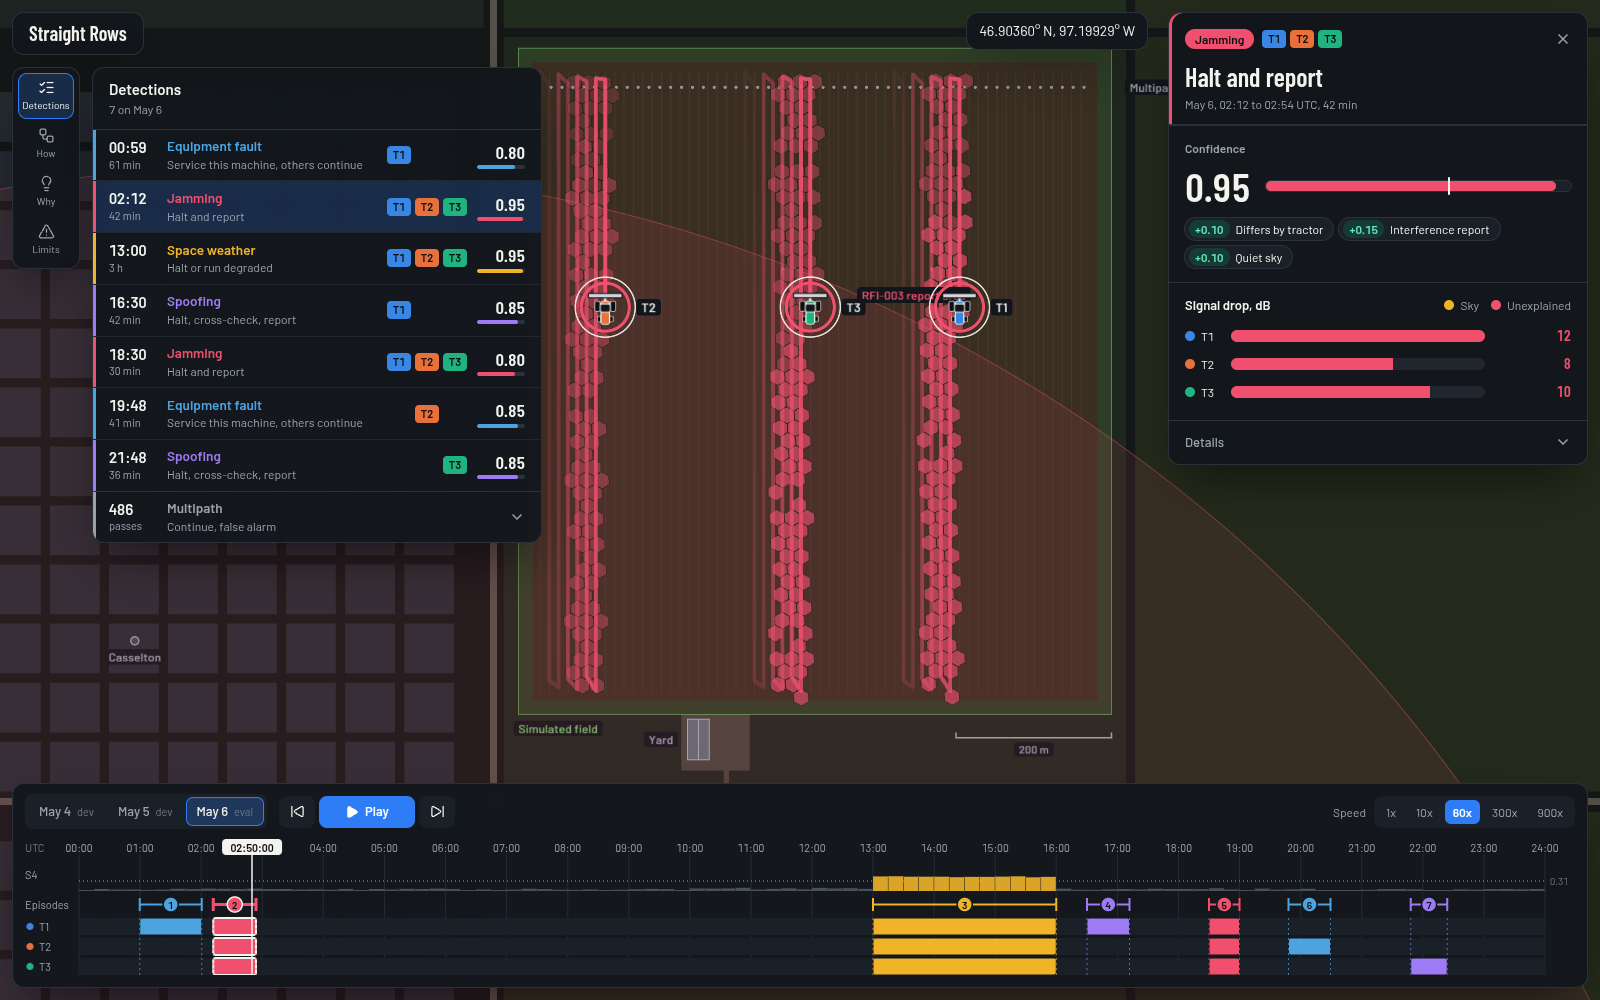 Straight Rows
46.90360° N, 97.19929° W
Detections
How
Why
Limits
Detections
7 on May 6
00:59 Equipment fault T1 0.80
61 min Service this machine, others continue
02:12 Jamming T1 T2 T3 0.95
42 min Halt and report
13:00 Space weather T1 T2 T3 0.95
3 h Halt or run degraded
16:30 Spoofing T1 0.85
42 min Halt, cross-check, report
18:30 Jamming T1 T2 T3 0.80
30 min Halt and report
19:48 Equipment fault T2 0.85
41 min Service this machine, others continue
21:48 Spoofing T3 0.85
36 min Halt, cross-check, report
486 Multipath
passes Continue, false alarm
RFI-003
T2 T3 T1
Casselton
Simulated field
Yard
200 m
Jamming T1 T2 T3
Halt and report
May 6, 02:12 to 02:54 UTC, 42 min
Confidence
0.95
+0.10 Differs by tractor +0.15 Interference report
+0.10 Quiet sky
Signal drop, dB Sky Unexplained
T1 12
T2 8
T3 10
Details
May 4 dev May 5 dev May 6 eval Play Speed 1x 10x 60x 300x 900x
UTC 00:00 01:00 02:00 02:50:00 04:00 05:00 06:00 07:00 08:00 09:00 10:00 11:00 12:00 13:00 14:00 15:00 16:00 17:00 18:00 19:00 20:00 21:00 22:00 23:00 24:00
S4 0.31
Episodes 1 2 3 4 5 6 7
T1
T2
T3